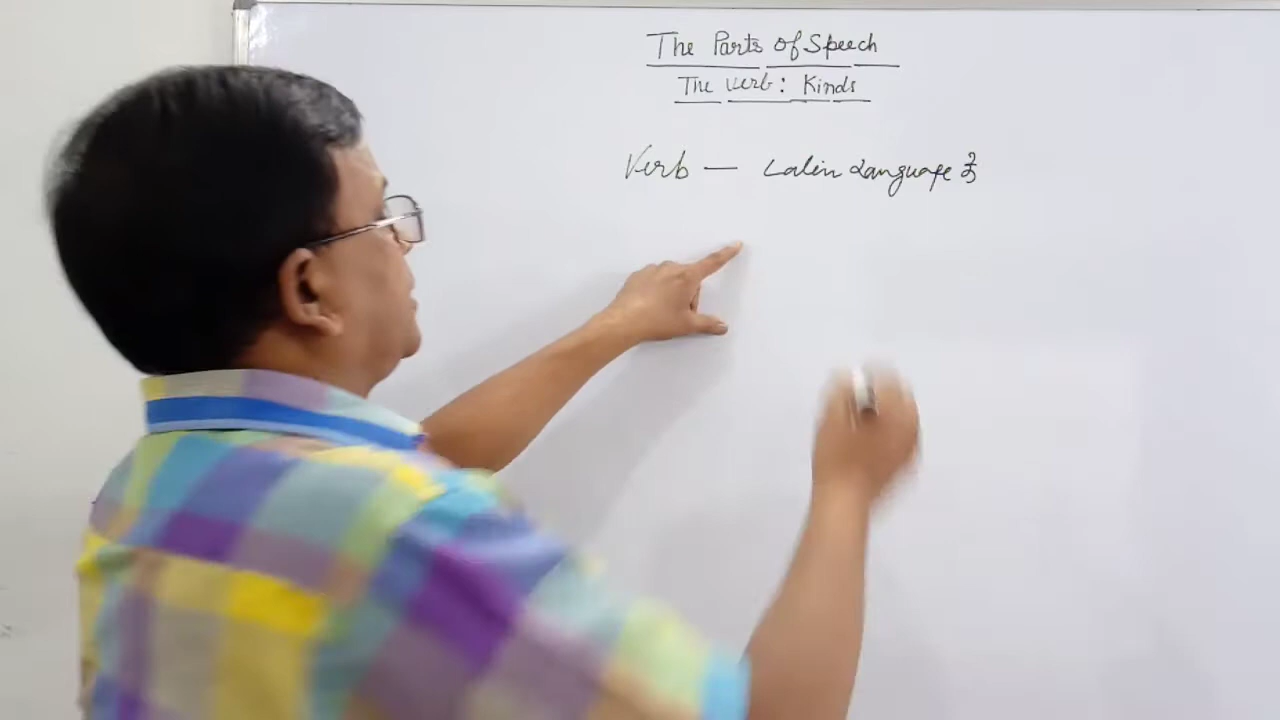 The Parts of Speech
The Verb: Kinds
Verb — Latin Language के